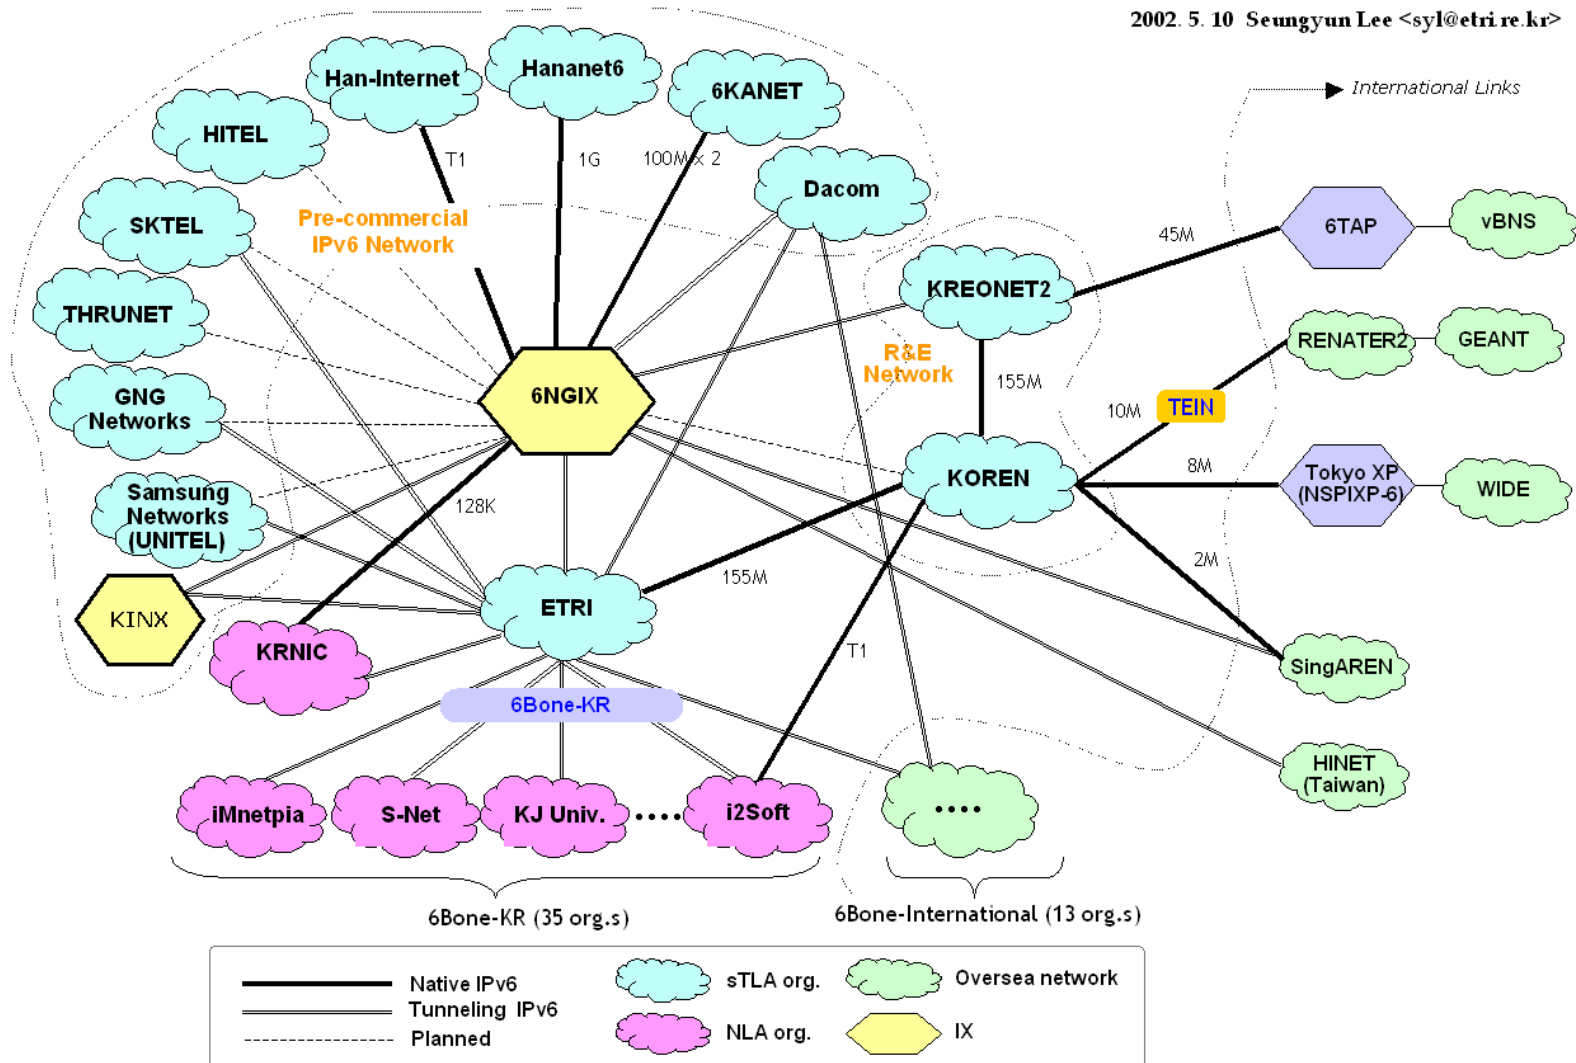 2002. 5. 10 Seungyun Lee <syl@etri.re.kr>
International Links
Han-Internet
Hananet6
6KANET
HITEL
T1
1G
100M x 2
Dacom
SKTEL
Pre-commercial
IPv6 Network
45M
6TAP
vBNS
KREONET2
THRUNET
R&E
Network
RENATER2
GEANT
GNG
Networks
6NGIX
155M
10M
TEIN
KOREN
8M
Tokyo XP
(NSPIXP-6)
WIDE
Samsung
Networks
(UNITEL)
128K
155M
2M
KINX
ETRI
KRNIC
T1
SingAREN
6Bone-KR
HINET
(Taiwan)
iMnetpia
S-Net
KJ Univ.
••••
i2Soft
••••
6Bone-KR (35 org.s)
6Bone-International (13 org.s)
Native IPv6
Tunneling IPv6
Planned
sTLA org.
NLA org.
Oversea network
IX